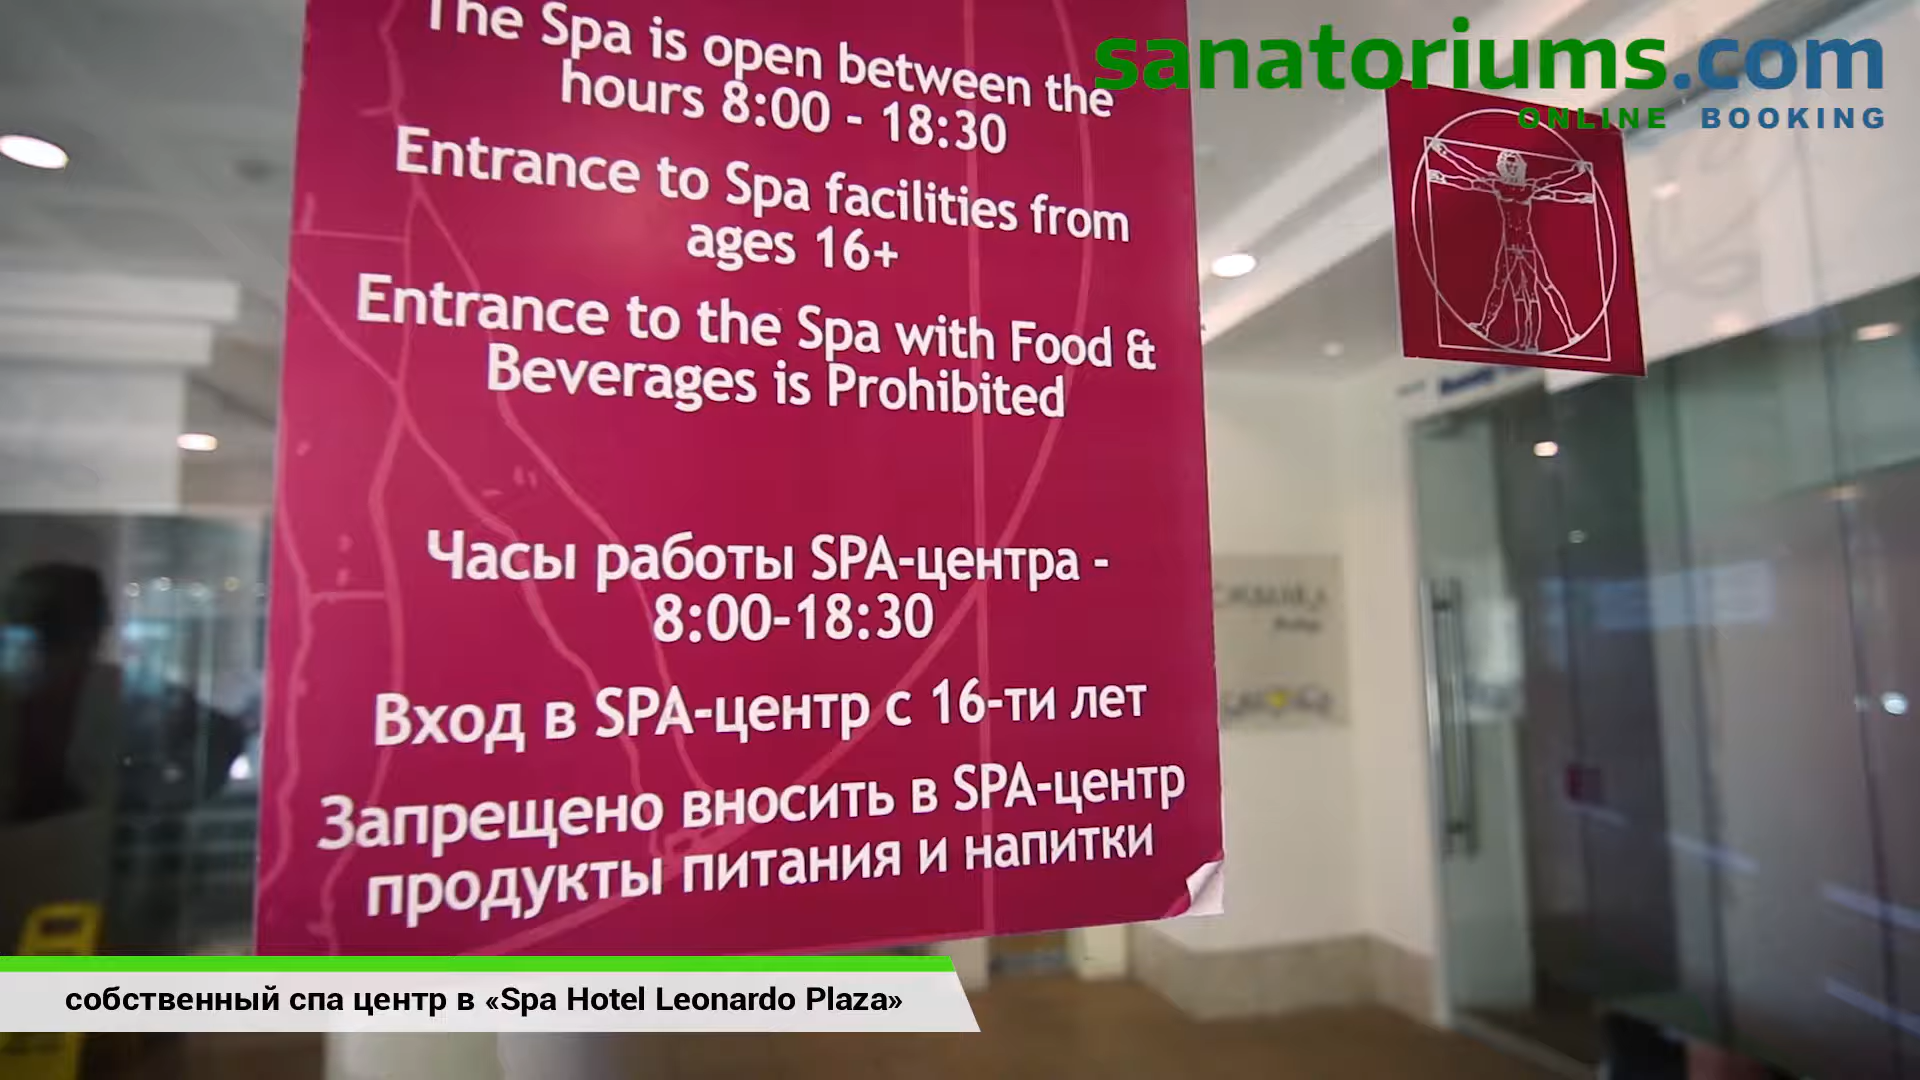 The Spa is open between the
hours 8:00 - 18:30
Entrance to Spa facilities from
ages 16+
Entrance to the Spa with Food &
Beverages is Prohibited
Часы работы SPA-центра -
8:00-18:30
Вход в SPA-центр с 16-ти лет
Запрещено вносить в SPA-центр
продукты питания и напитки
sanatoriums.com
ONLINE BOOKING
собственный спа центр в «Spa Hotel Leonardo Plaza»